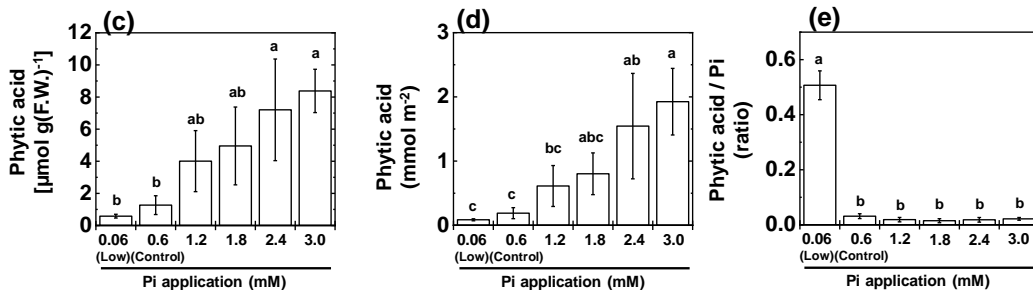 (c)
Phytic acid
[µmol g(F.W.)⁻¹]
12
10
8
6
4
2
0
b
b
ab
ab
a
a
0.06
0.6
1.2
1.8
2.4
3.0
(Low)(Control)
Pi application (mM)
(d)
Phytic acid
(mmol m⁻²)
3
2
1
0
c
c
bc
abc
ab
a
0.06
0.6
1.2
1.8
2.4
3.0
(Low)(Control)
Pi application (mM)
(e)
Phytic acid / Pi
(ratio)
0.6
0.4
0.2
0.0
a
b
b
b
b
b
0.06
0.6
1.2
1.8
2.4
3.0
(Low)(Control)
Pi application (mM)